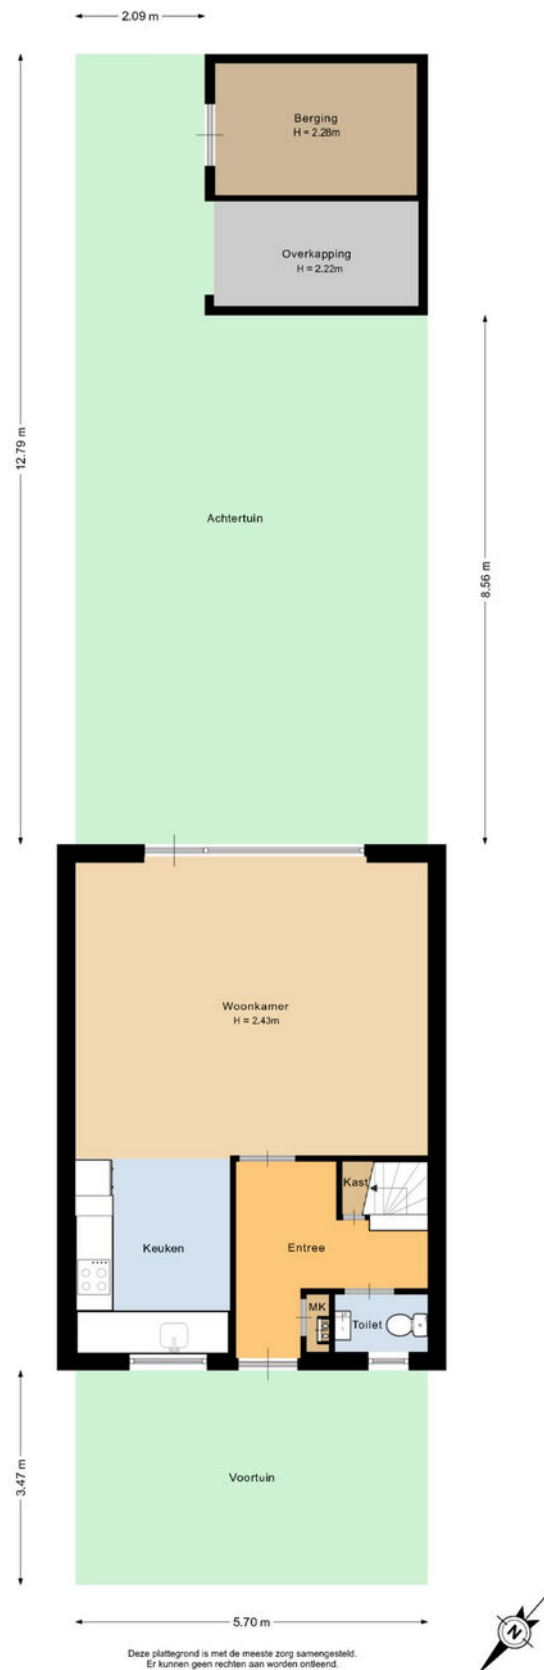 2.09 m
Berging
H = 2.28m
Overkapping
H = 2.22m
12.79 m
Achtertuin
8.56 m
Woonkamer
H = 2.43m
Kast
Keuken
Entree
MK
Toilet
3.47 m
Voortuin
5.70 m
N
Deze plattegrond is met de meeste zorg samengesteld.
Er kunnen geen rechten aan worden ontleend.